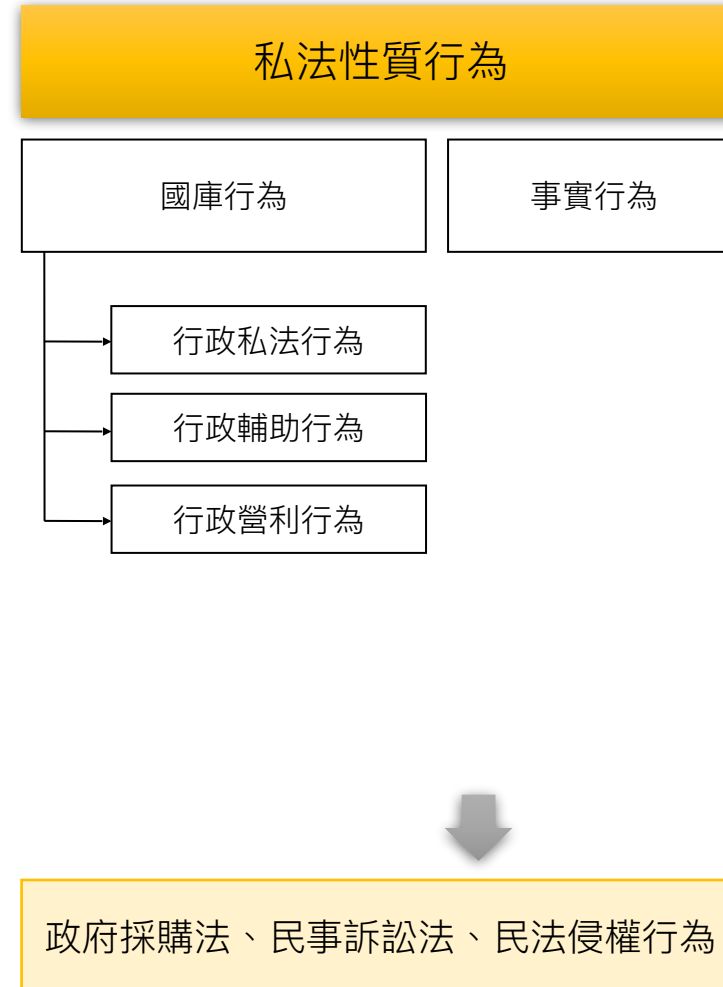 私法性質行為
國庫行為
事實行為
行政私法行為
行政輔助行為
行政營利行為
政府採購法、民事訴訟法、民法侵權行為